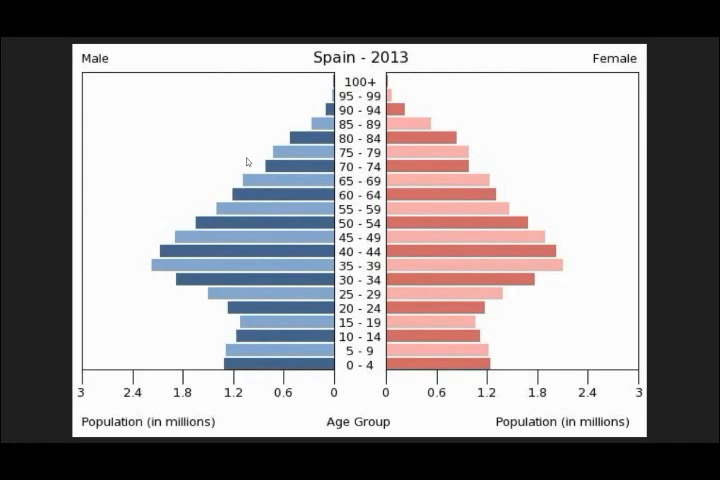 Male Spain - 2013 Female
100+
95 - 99
90 - 94
85 - 89
80 - 84
75 - 79
70 - 74
65 - 69
60 - 64
55 - 59
50 - 54
45 - 49
40 - 44
35 - 39
30 - 34
25 - 29
20 - 24
15 - 19
10 - 14
5 - 9
0 - 4
3 2.4 1.8 1.2 0.6 0 0 0.6 1.2 1.8 2.4 3
Population (in millions) Age Group Population (in millions)